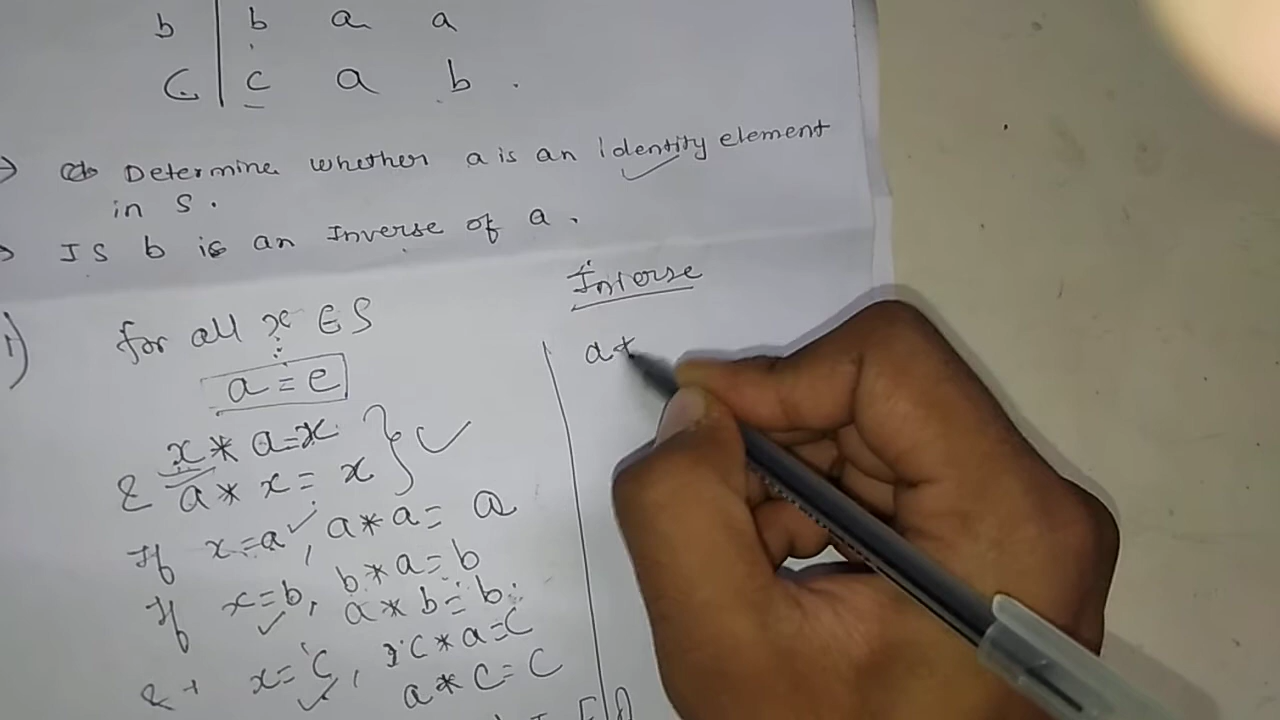 b | b a a
c | c a b .
Determine whether a is an Identity element
in S.
Is b is an Inverse of a.
Inverse
1) for all x ∈ S
a = e
x * a = x
& a * x = x
If x=a, a*a = a
If x=b, b*a=b
a*b=b
x=c, c*a=c
a*c=c
a*